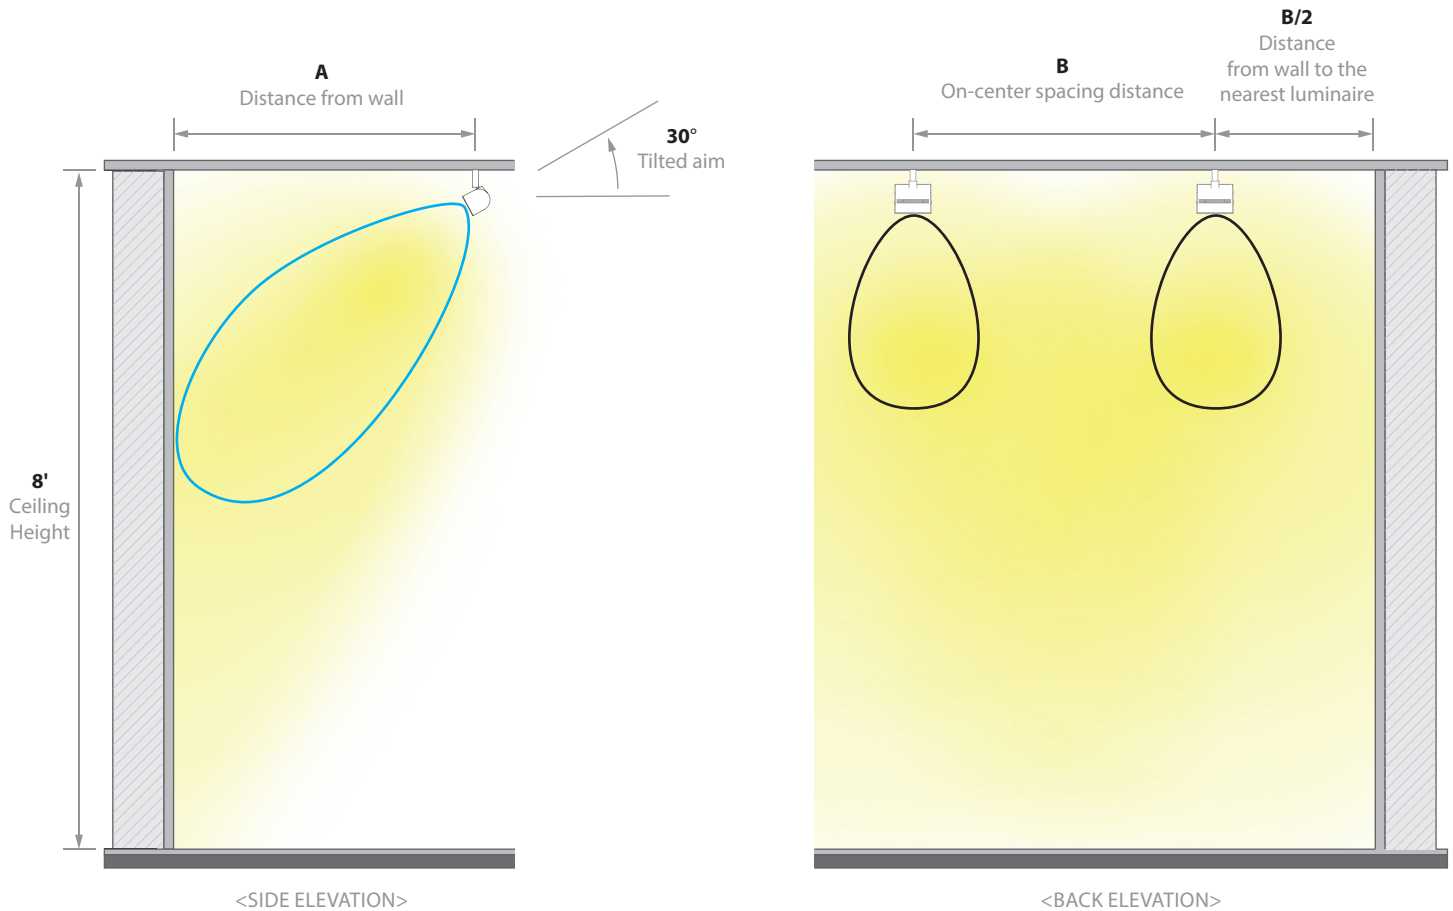 A
Distance from wall
30°
Tilted aim
8'
Ceiling
Height
<SIDE ELEVATION>
B
On-center spacing distance
B/2
Distance
from wall to the
nearest luminaire
<BACK ELEVATION>